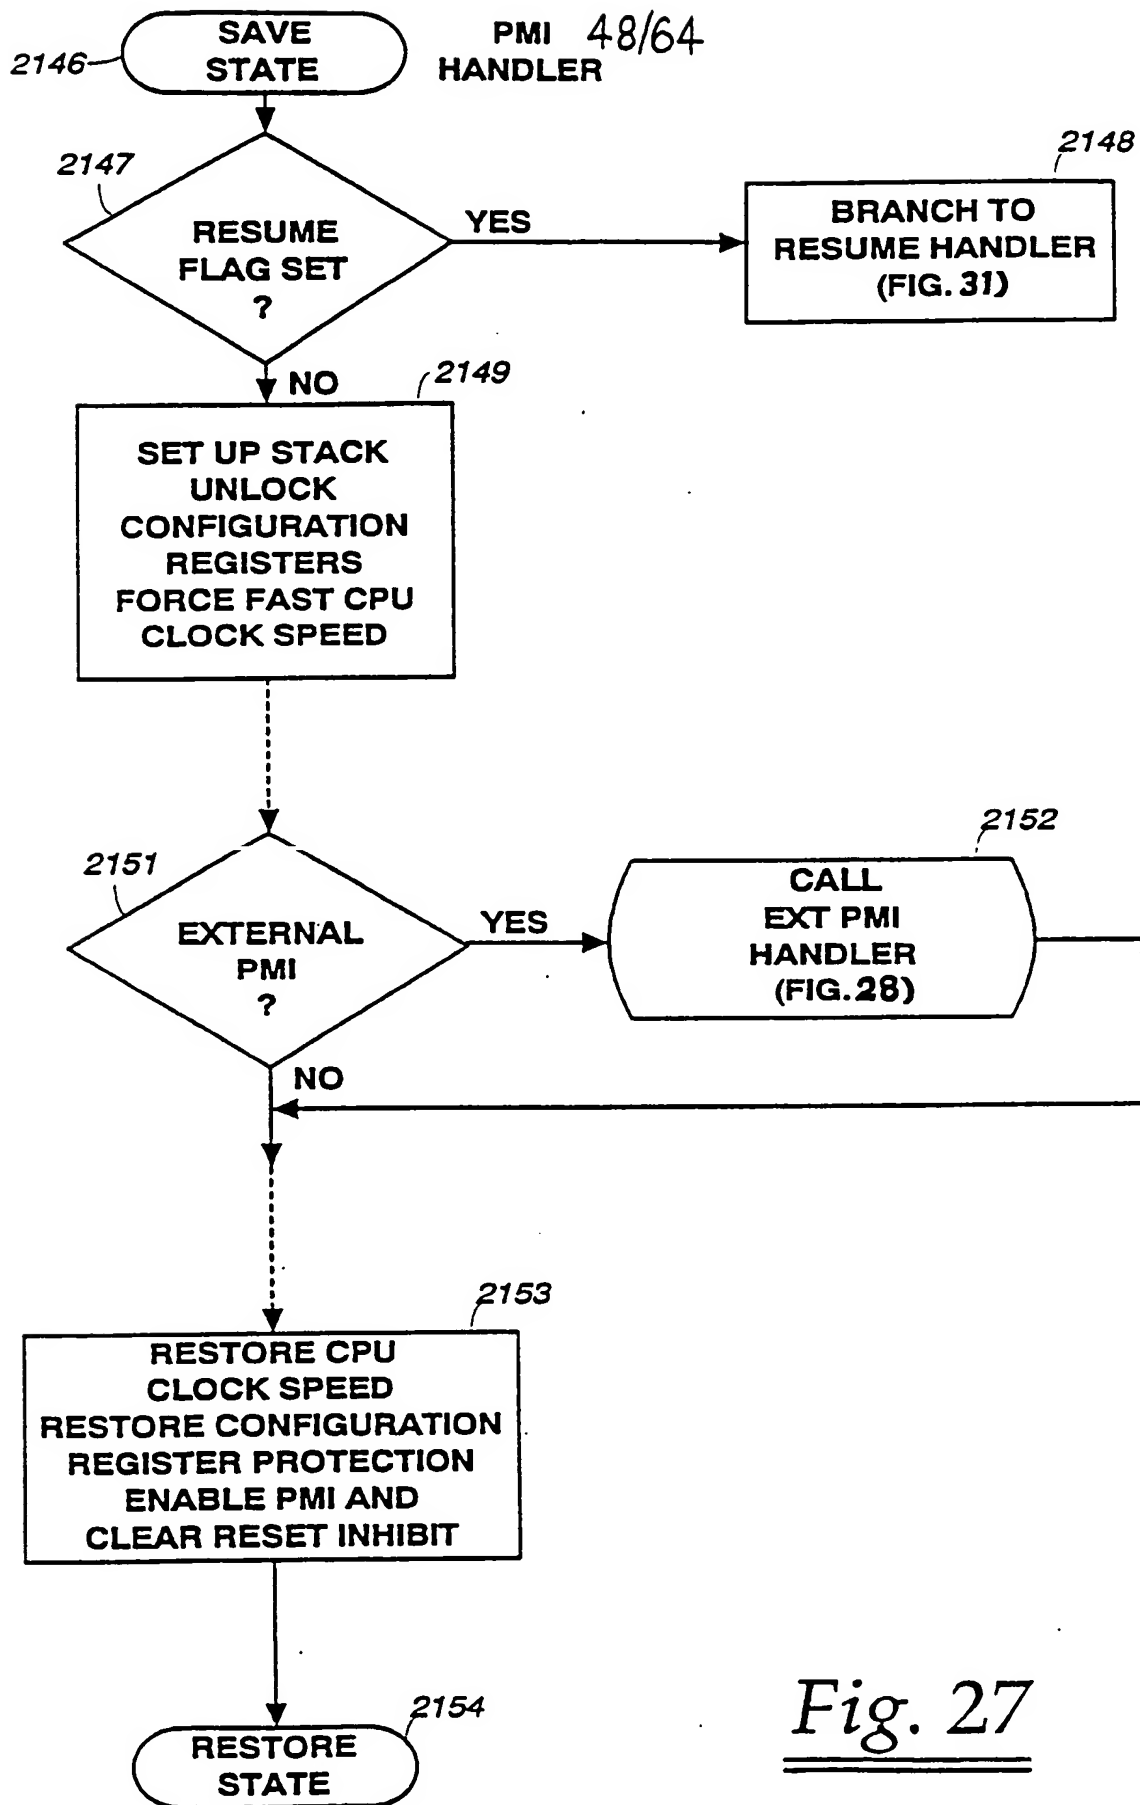 SAVE
STATE
PMI 48/64
HANDLER
2146
2147
RESUME
FLAG SET
?
YES
2148
BRANCH TO
RESUME HANDLER
(FIG. 31)
NO
2149
SET UP STACK
UNLOCK
CONFIGURATION
REGISTERS
FORCE FAST CPU
CLOCK SPEED
2151
EXTERNAL
PMI
?
YES
2152
CALL
EXT PMI
HANDLER
(FIG. 28)
NO
2153
RESTORE CPU
CLOCK SPEED
RESTORE CONFIGURATION
REGISTER PROTECTION
ENABLE PMI AND
CLEAR RESET INHIBIT
2154
RESTORE
STATE
Fig. 27